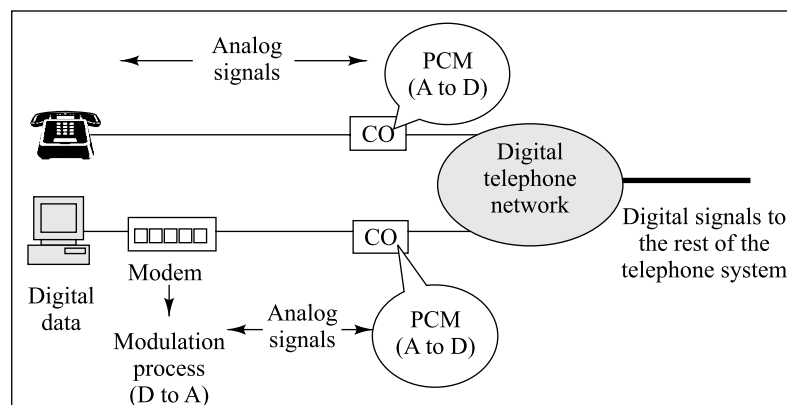 Analog
signals
PCM
(A to D)
CO
Digital
telephone
network
Digital signals to
the rest of the
telephone system
CO
Modem
Digital
data
Analog
signals
PCM
(A to D)
Modulation
process
(D to A)